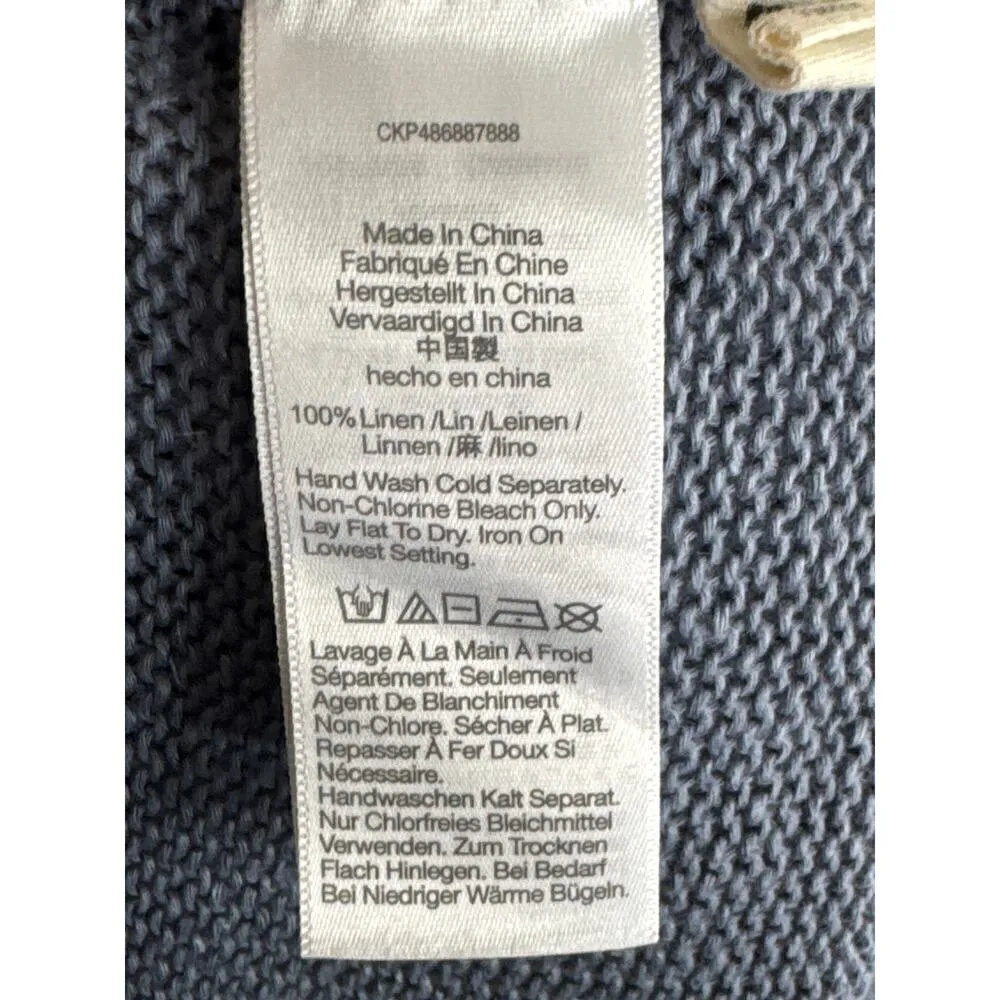 CKP486887888
Made In China
Fabriqué En Chine
Hergestellt In China
Vervaardigd In China
中国製
hecho en china
100% Linen /Lin /Leinen /
Linnen /麻 /lino
Hand Wash Cold Separately.
Non-Chlorine Bleach Only.
Lay Flat To Dry. Iron On
Lowest Setting.
Lavage À La Main À Froid
Séparément. Seulement
Agent De Blanchiment
Non-Chlore. Sécher À Plat.
Repasser À Fer Doux Si
Nécessaire.
Handwaschen Kalt Separat.
Nur Chlorfreies Bleichmittel
Verwenden. Zum Trocknen
Flach Hinlegen. Bei Bedarf
Bei Niedriger Wärme Bügeln.